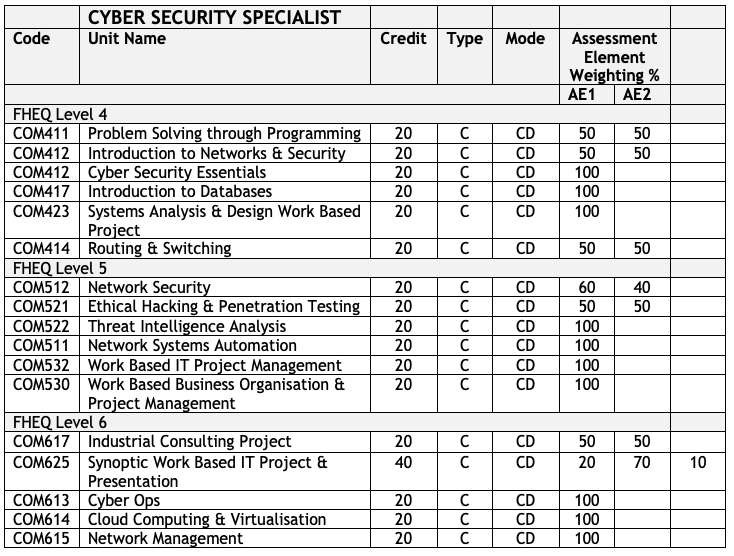 CYBER SECURITY SPECIALIST
Code Unit Name Credit Type Mode Assessment
Element
Weighting %
AE1 AE2
FHEQ Level 4
COM411 Problem Solving through Programming 20 C CD 50 50
COM412 Introduction to Networks & Security 20 C CD 50 50
COM412 Cyber Security Essentials 20 C CD 100
COM417 Introduction to Databases 20 C CD 100
COM423 Systems Analysis & Design Work Based 20 C CD 100
Project
COM414 Routing & Switching 20 C CD 50 50
FHEQ Level 5
COM512 Network Security 20 C CD 60 40
COM521 Ethical Hacking & Penetration Testing 20 C CD 50 50
COM522 Threat Intelligence Analysis 20 C CD 100
COM511 Network Systems Automation 20 C CD 100
COM532 Work Based IT Project Management 20 C CD 100
COM530 Work Based Business Organisation & 20 C CD 100
Project Management
FHEQ Level 6
COM617 Industrial Consulting Project 20 C CD 50 50
COM625 Synoptic Work Based IT Project & 40 C CD 20 70 10
Presentation
COM613 Cyber Ops 20 C CD 100
COM614 Cloud Computing & Virtualisation 20 C CD 100
COM615 Network Management 20 C CD 100